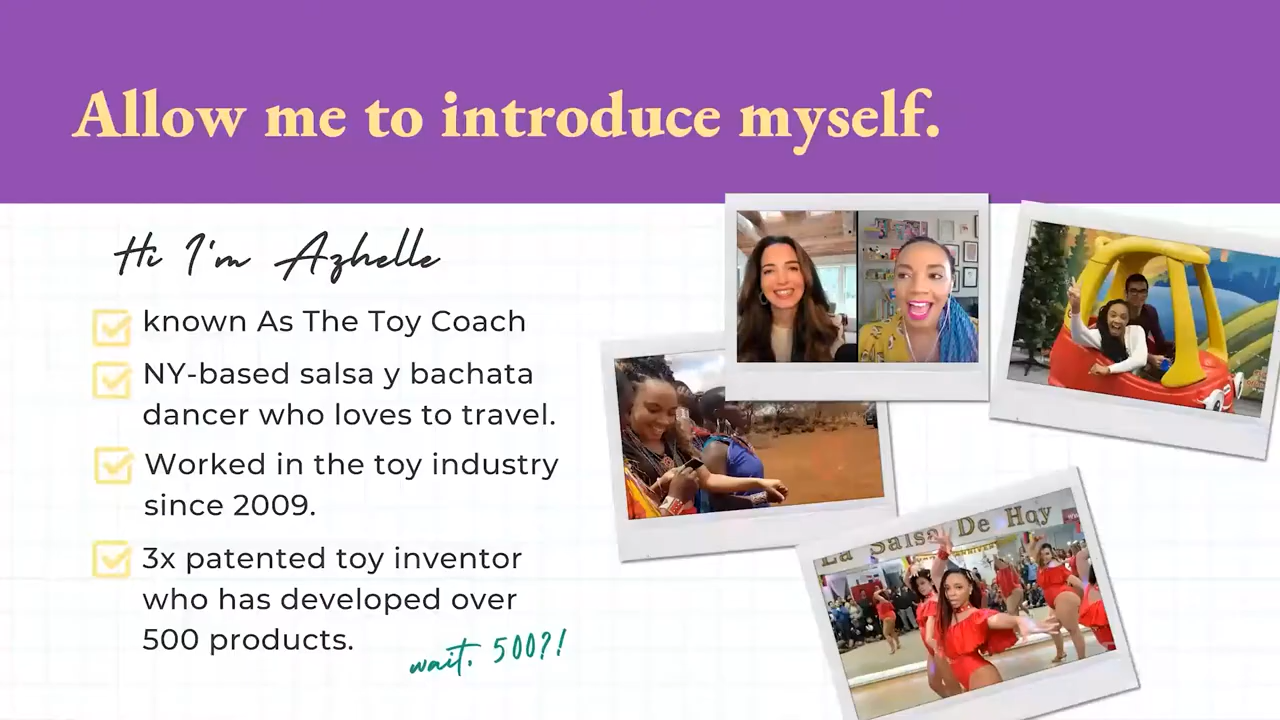 Allow me to introduce myself.
Hi I'm Azhelle
known As The Toy Coach
NY-based salsa y bachata
dancer who loves to travel.
Worked in the toy industry
since 2009.
3x patented toy inventor
who has developed over
500 products.
wait, 500?!
La Salsa De Hoy